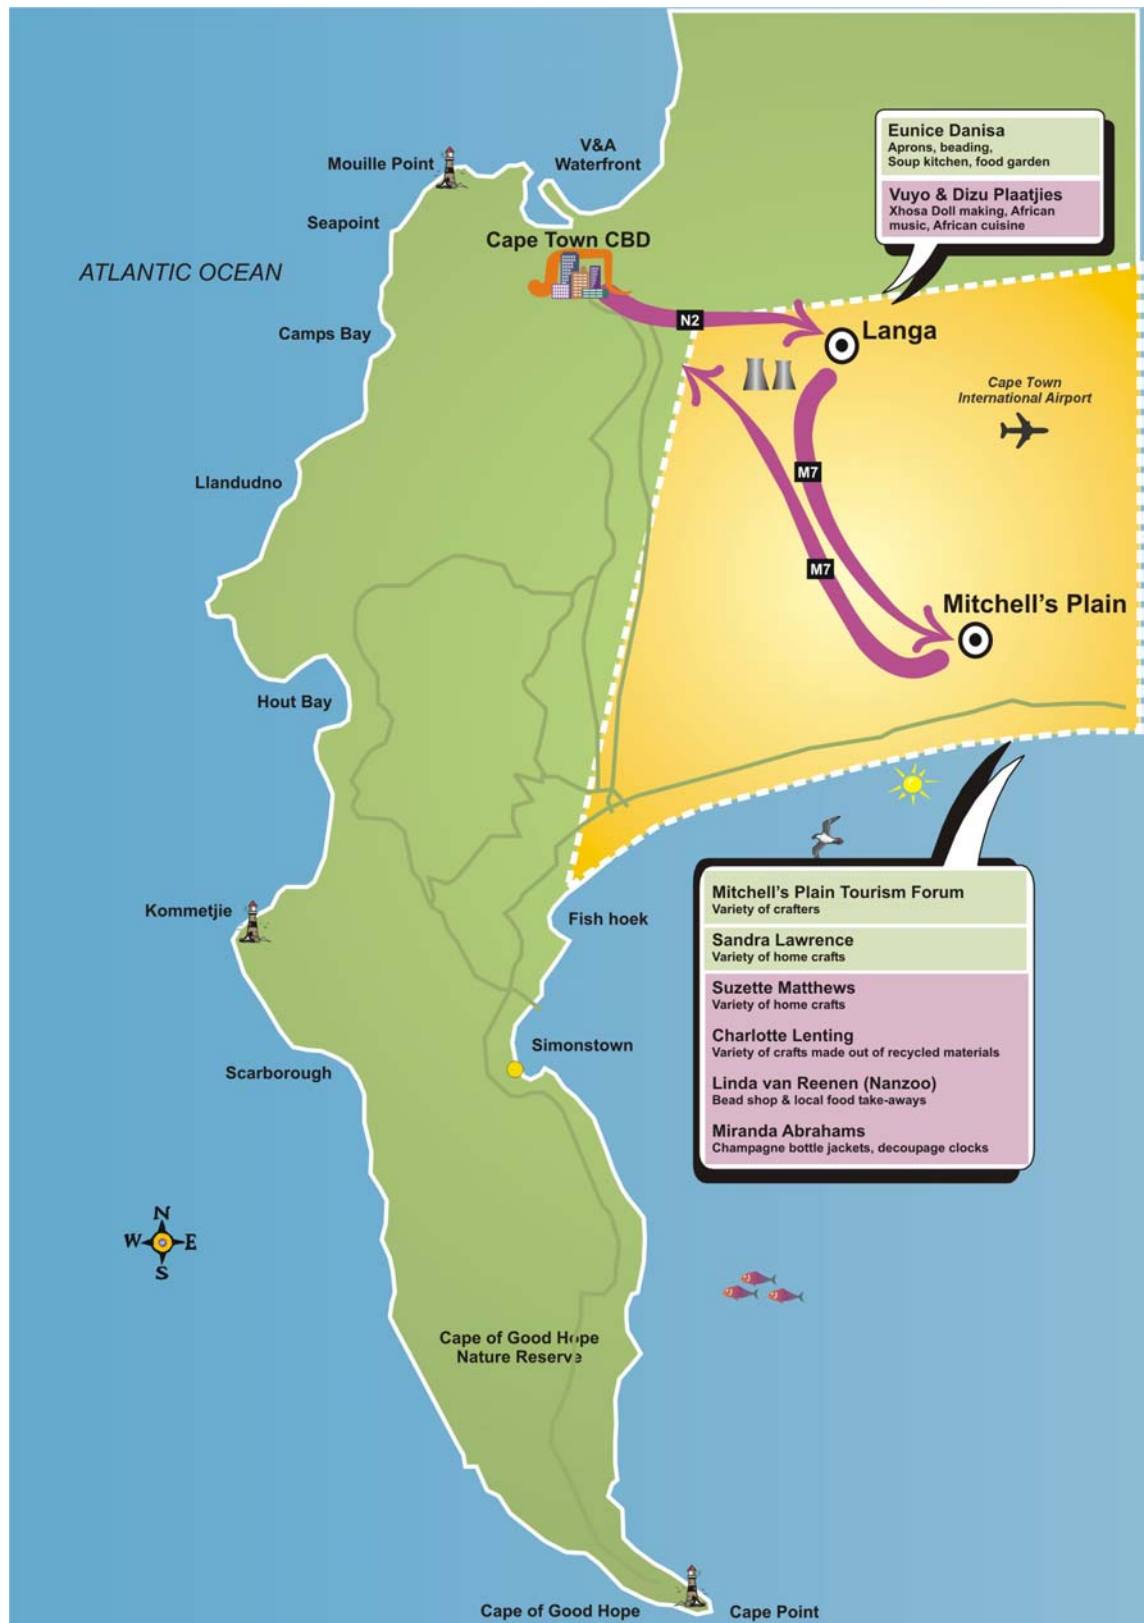 V&A
Waterfront
Mouille Point
Seapoint
Cape Town CBD
ATLANTIC OCEAN
Camps Bay
N2
Eunice Danisa
Aprons, beading,
Soup kitchen, food garden
Vuyo & Dizu Plaatjies
Xhosa Doll making, African
music, African cuisine
Langa
Cape Town
International Airport
Llandudno
M7
M7
Mitchell's Plain
Hout Bay
Kommetjie
Fish hoek
Mitchell's Plain Tourism Forum
Variety of crafters
Sandra Lawrence
Variety of home crafts
Suzette Matthews
Variety of home crafts
Charlotte Lenting
Variety of crafts made out of recycled materials
Linda van Reenen (Nanzoo)
Bead shop & local food take-aways
Miranda Abrahams
Champagne bottle jackets, decoupage clocks
Simonstown
Scarborough
N
W E
S
Cape of Good Hope
Nature Reserve
Cape of Good Hope
Cape Point